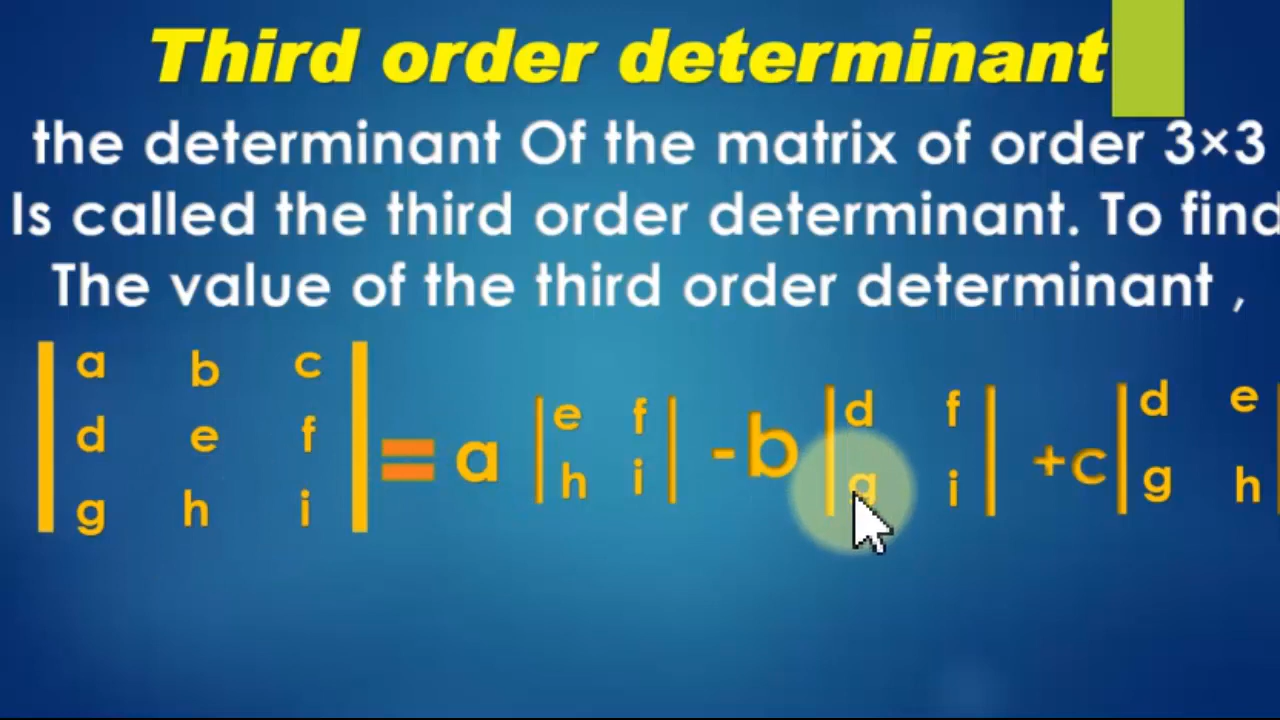 Third order determinant
the determinant Of the matrix of order 3×3
Is called the third order determinant. To find
The value of the third order determinant ,
a b c
d e f
g h i
= a
e f
h i
- b
d f
g i
+c
d e
g h